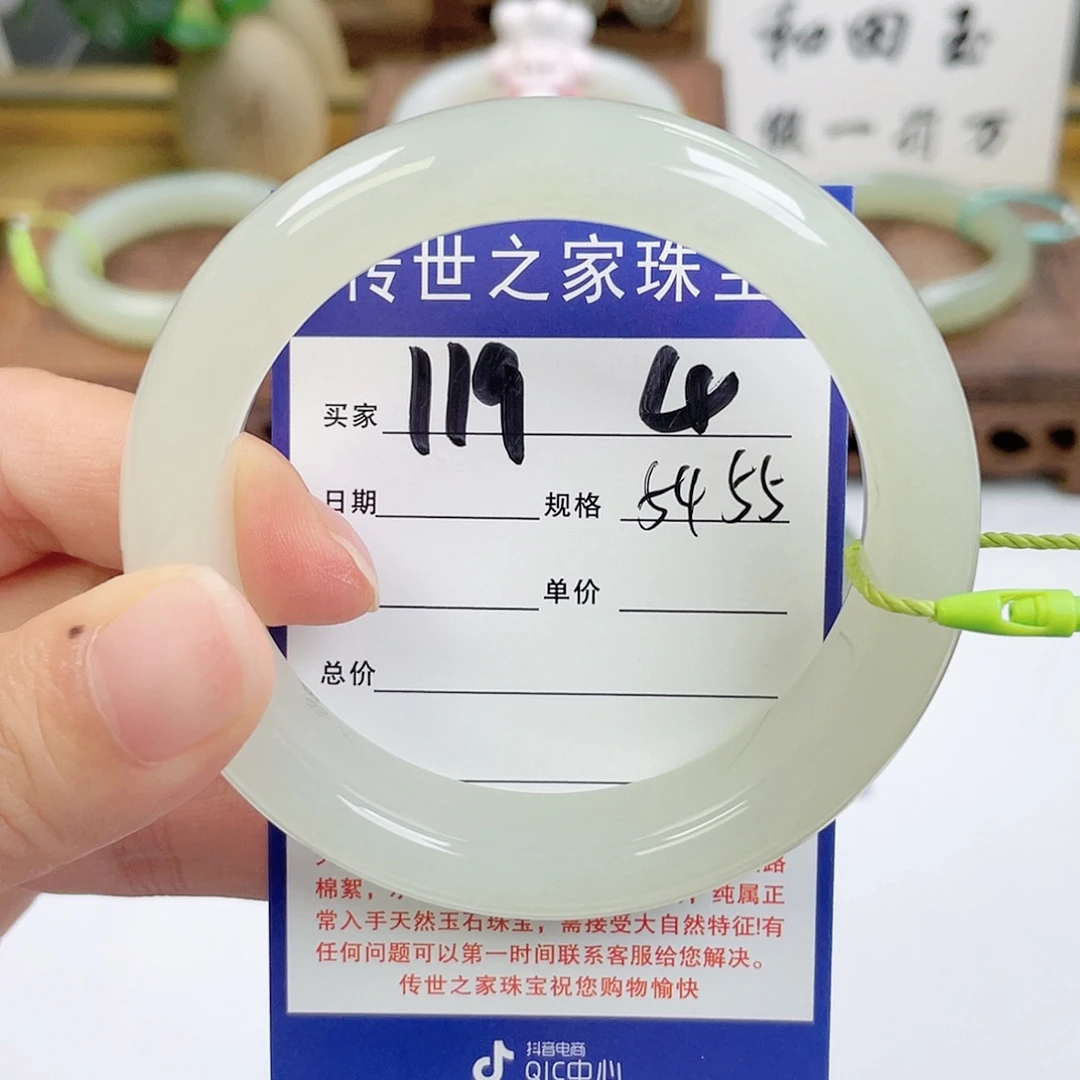 和田玉
假一罚万
传世之家珠宝
买家 119 4
日期 规格 54 55
单价
总价
棉絮，
，纯属正
常入手天然玉石珠宝，需接受大自然特征!有
任何问题可以第一时间联系客服给您解决。
传世之家珠宝祝您购物愉快
抖音电商
QIC中心